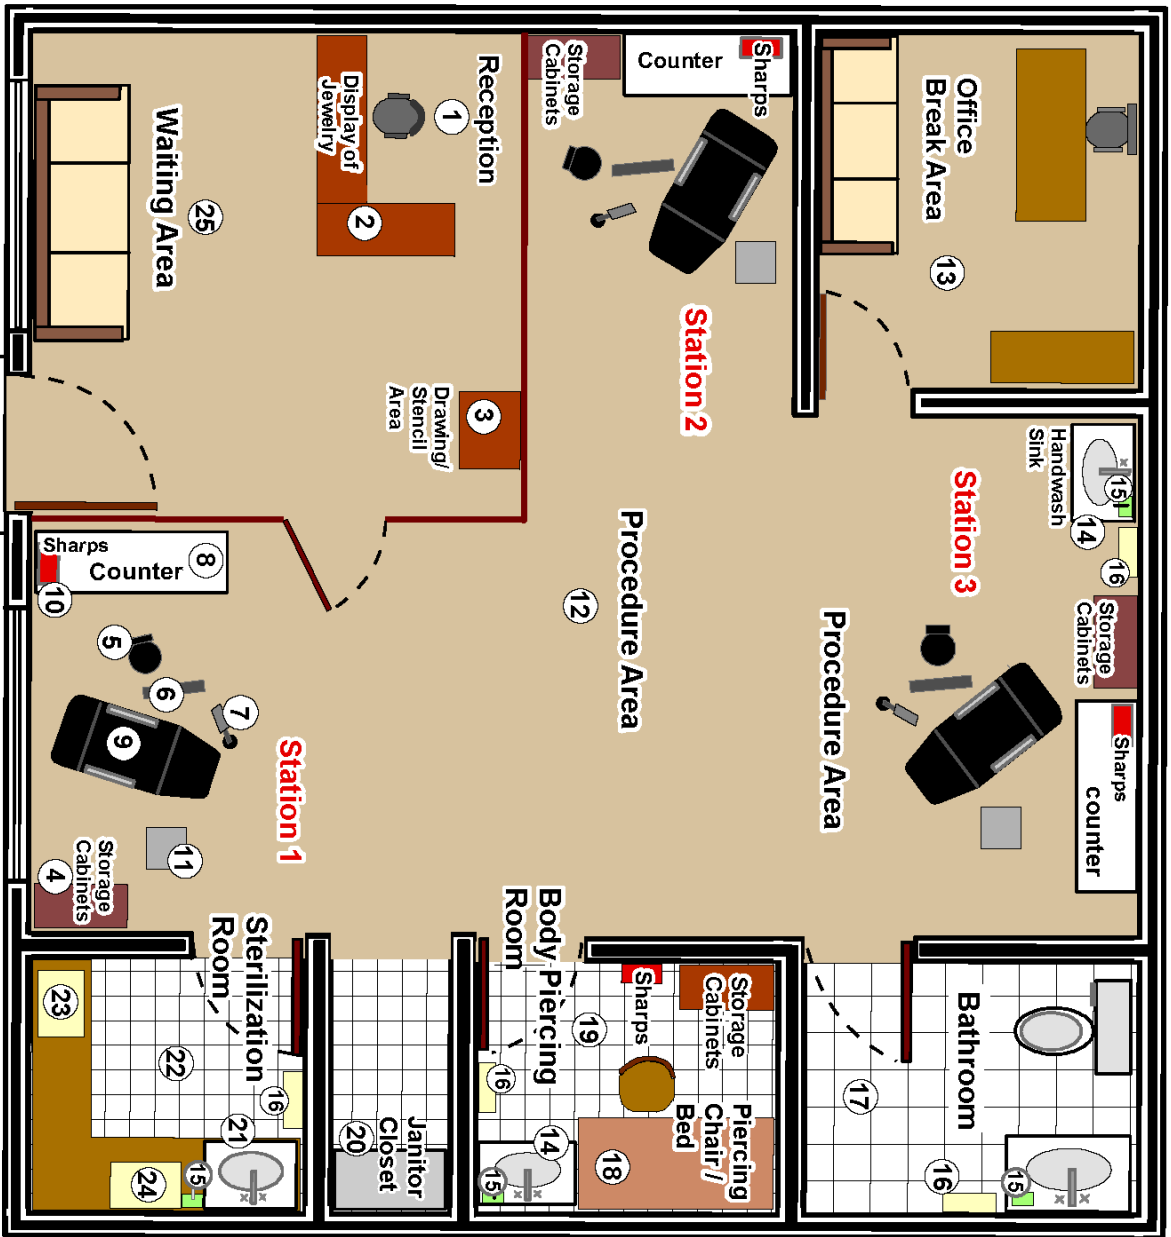 Reception
1
Display of
Jewelry
2
Waiting Area
25
Drawing/
Stencil
Area
3
Storage
Cabinets
Counter
Sharps
Station 2
Office
Break Area
13
Handwash
Sink
15
14
16
Station 3
Storage
Cabinets
Sharps
counter
Procedure Area
12
Procedure Area
Sharps
Counter
8
10
5
6
7
9
Station 1
11
Storage
Cabinets
4
Sterilization
Room
23
22
16
21
15
24
Janitor
Closet
20
Body Piercing
Room
Sharps
Storage
Cabinets
19
16
14
15
Piercing
Chair /
Bed
18
Bathroom
17
16
15